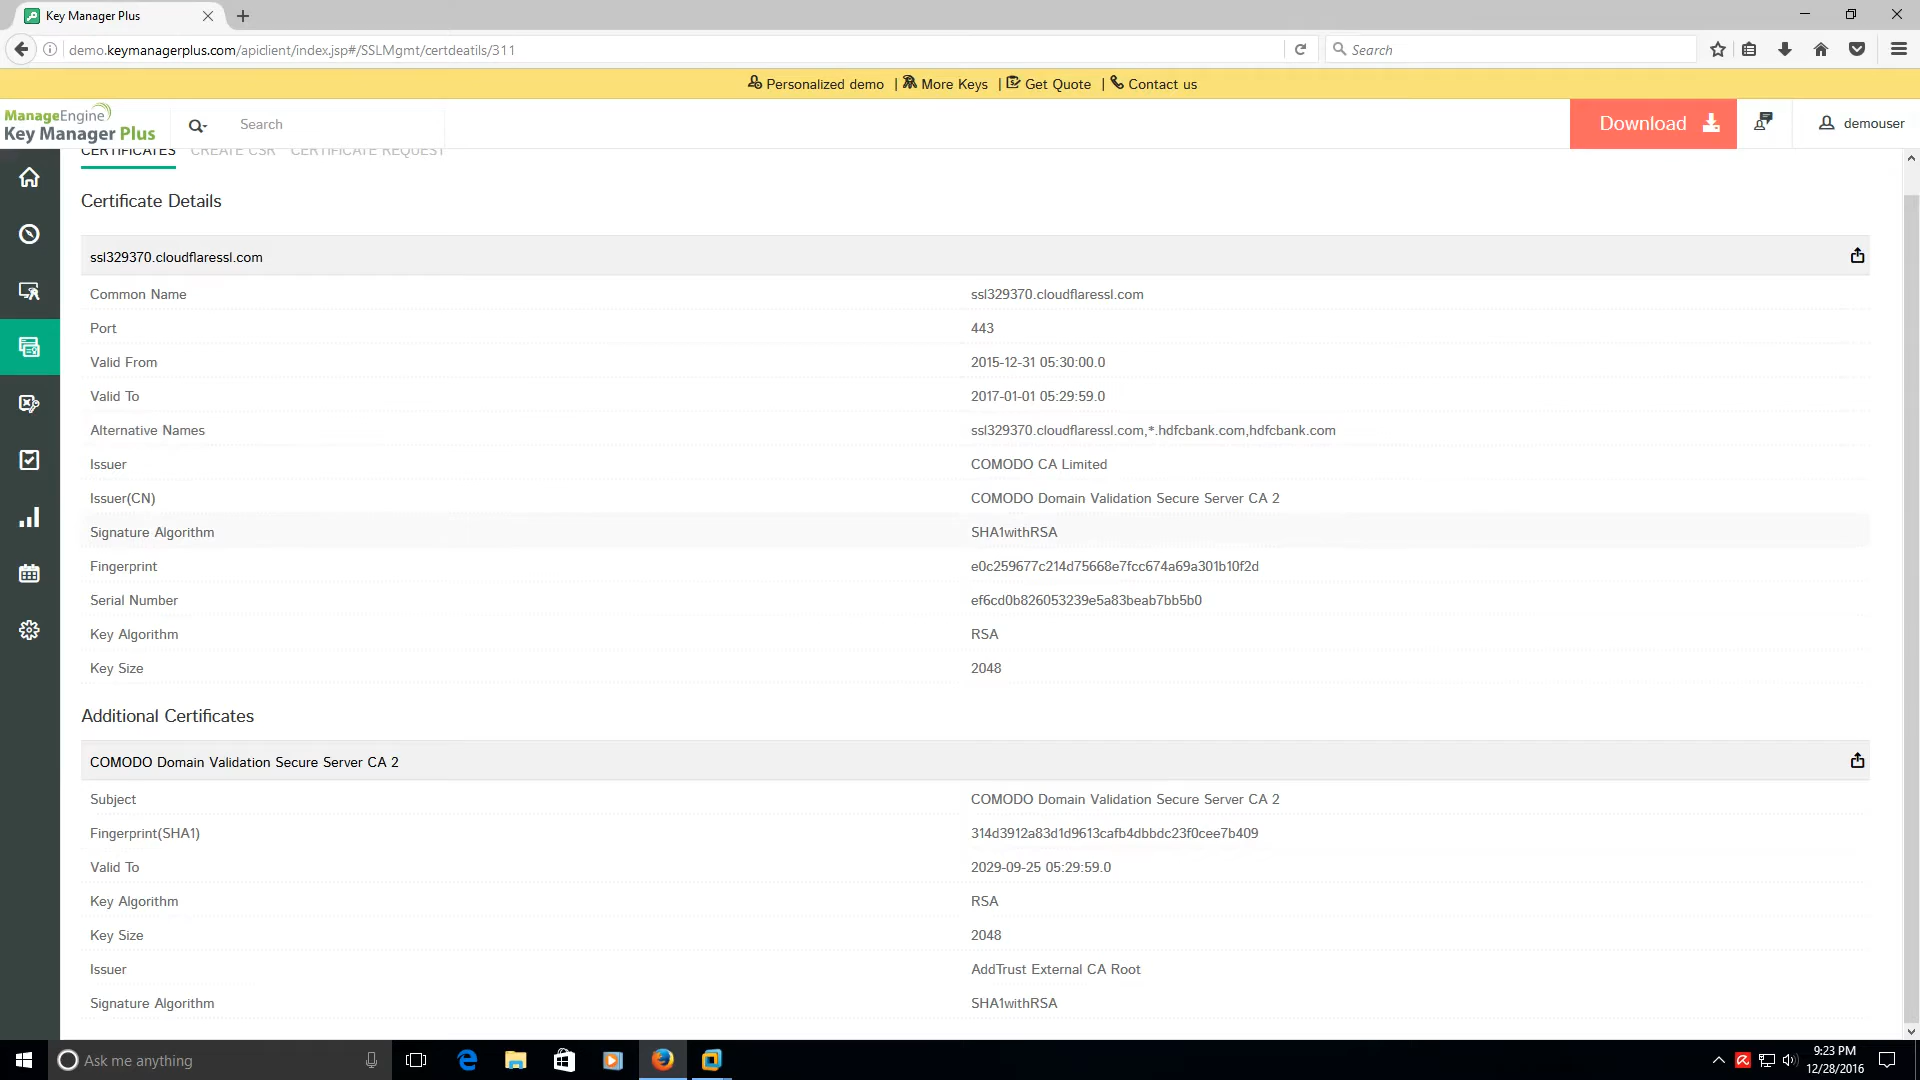 Key Manager Plus
demo.keymanagerplus.com/apiclient/index.jsp#/SSLMgmt/certdeatils/311
Search
Personalized demo | More Keys | Get Quote | Contact us
ManageEngine
Key Manager Plus
Search
Download
demouser
CERTIFICATES CREATE CSR CERTIFICATE REQUEST
Certificate Details
ssl329370.cloudflaressl.com
Common Name ssl329370.cloudflaressl.com
Port 443
Valid From 2015-12-31 05:30:00.0
Valid To 2017-01-01 05:29:59.0
Alternative Names ssl329370.cloudflaressl.com,*.hdfcbank.com,hdfcbank.com
Issuer COMODO CA Limited
Issuer(CN) COMODO Domain Validation Secure Server CA 2
Signature Algorithm SHA1withRSA
Fingerprint e0c259677c214d75668e7fcc674a69a301b10f2d
Serial Number ef6cd0b826053239e5a83beab7bb5b0
Key Algorithm RSA
Key Size 2048
Additional Certificates
COMODO Domain Validation Secure Server CA 2
Subject COMODO Domain Validation Secure Server CA 2
Fingerprint(SHA1) 314d3912a83d1d9613cafb4dbbdc23f0cee7b409
Valid To 2029-09-25 05:29:59.0
Key Algorithm RSA
Key Size 2048
Issuer AddTrust External CA Root
Signature Algorithm SHA1withRSA
Ask me anything
9:23 PM
12/28/2016